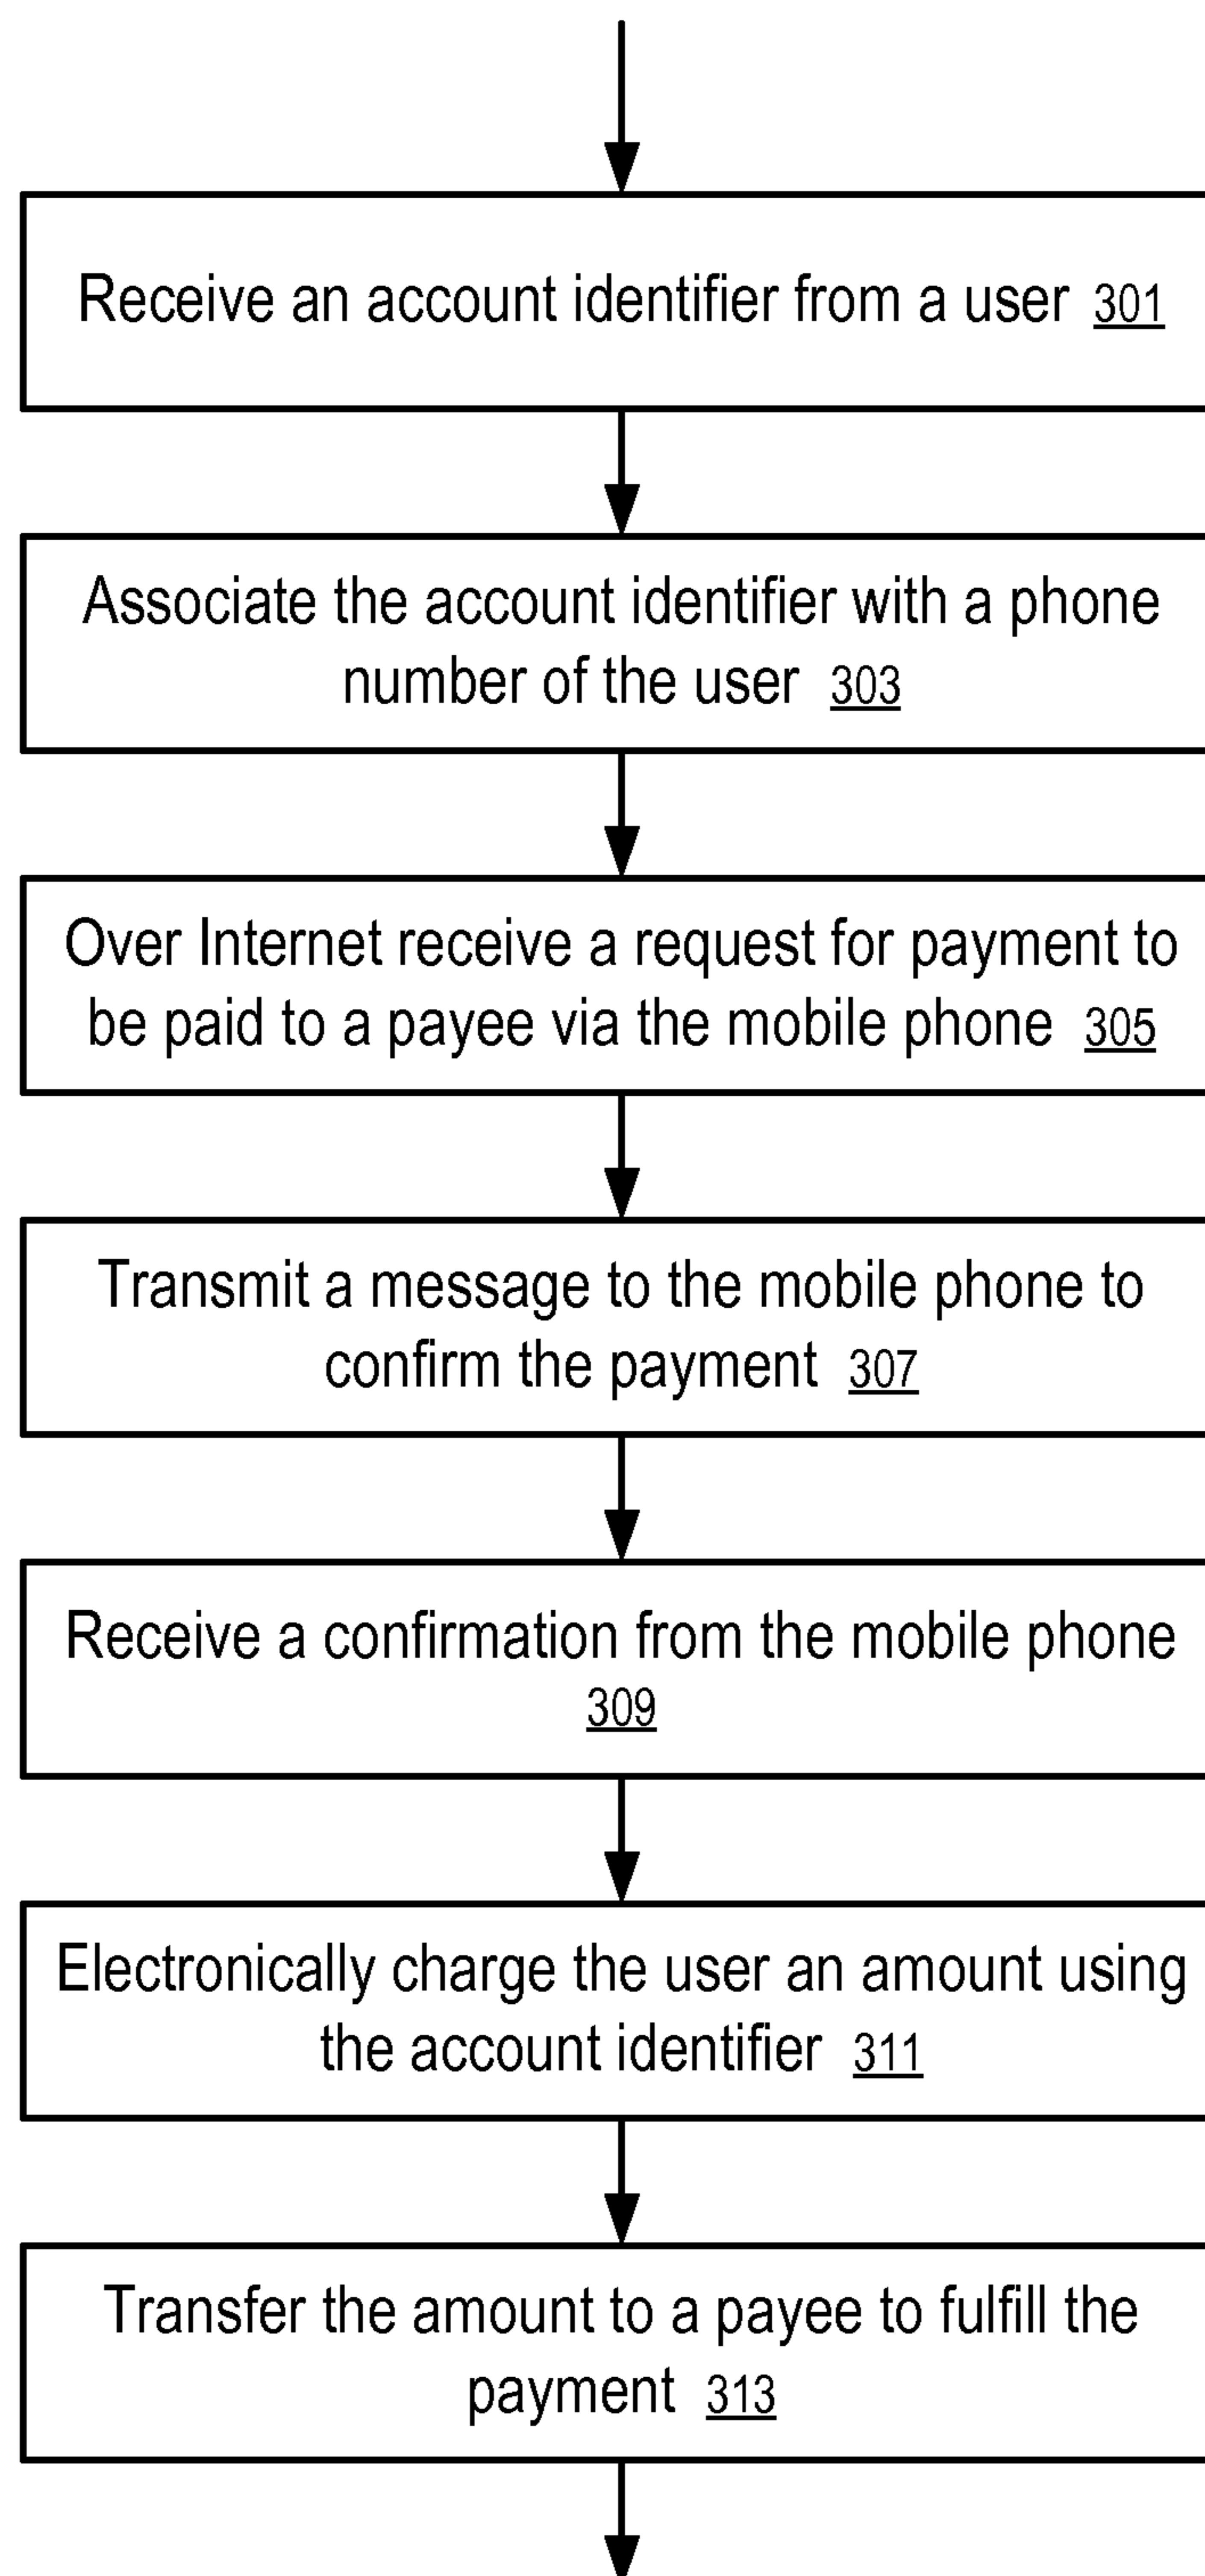 Receive an account identifier from a user 301
Associate the account identifier with a phone
number of the user 303
Over Internet receive a request for payment to
be paid to a payee via the mobile phone 305
Transmit a message to the mobile phone to
confirm the payment 307
Receive a confirmation from the mobile phone
309
Electronically charge the user an amount using
the account identifier 311
Transfer the amount to a payee to fulfill the
payment 313